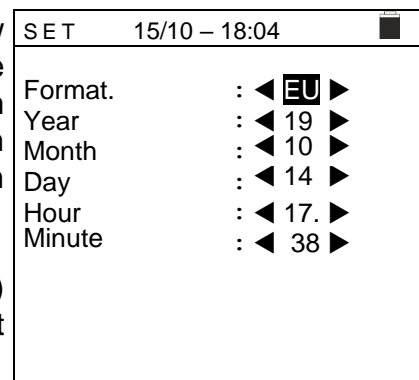 SET 15/10 – 18:04
Format. : ◀ EU ▶
Year : ◀ 19 ▶
Month : ◀ 10 ▶
Day : ◀ 14 ▶
Hour : ◀ 17. ▶
Minute : ◀ 38 ▶